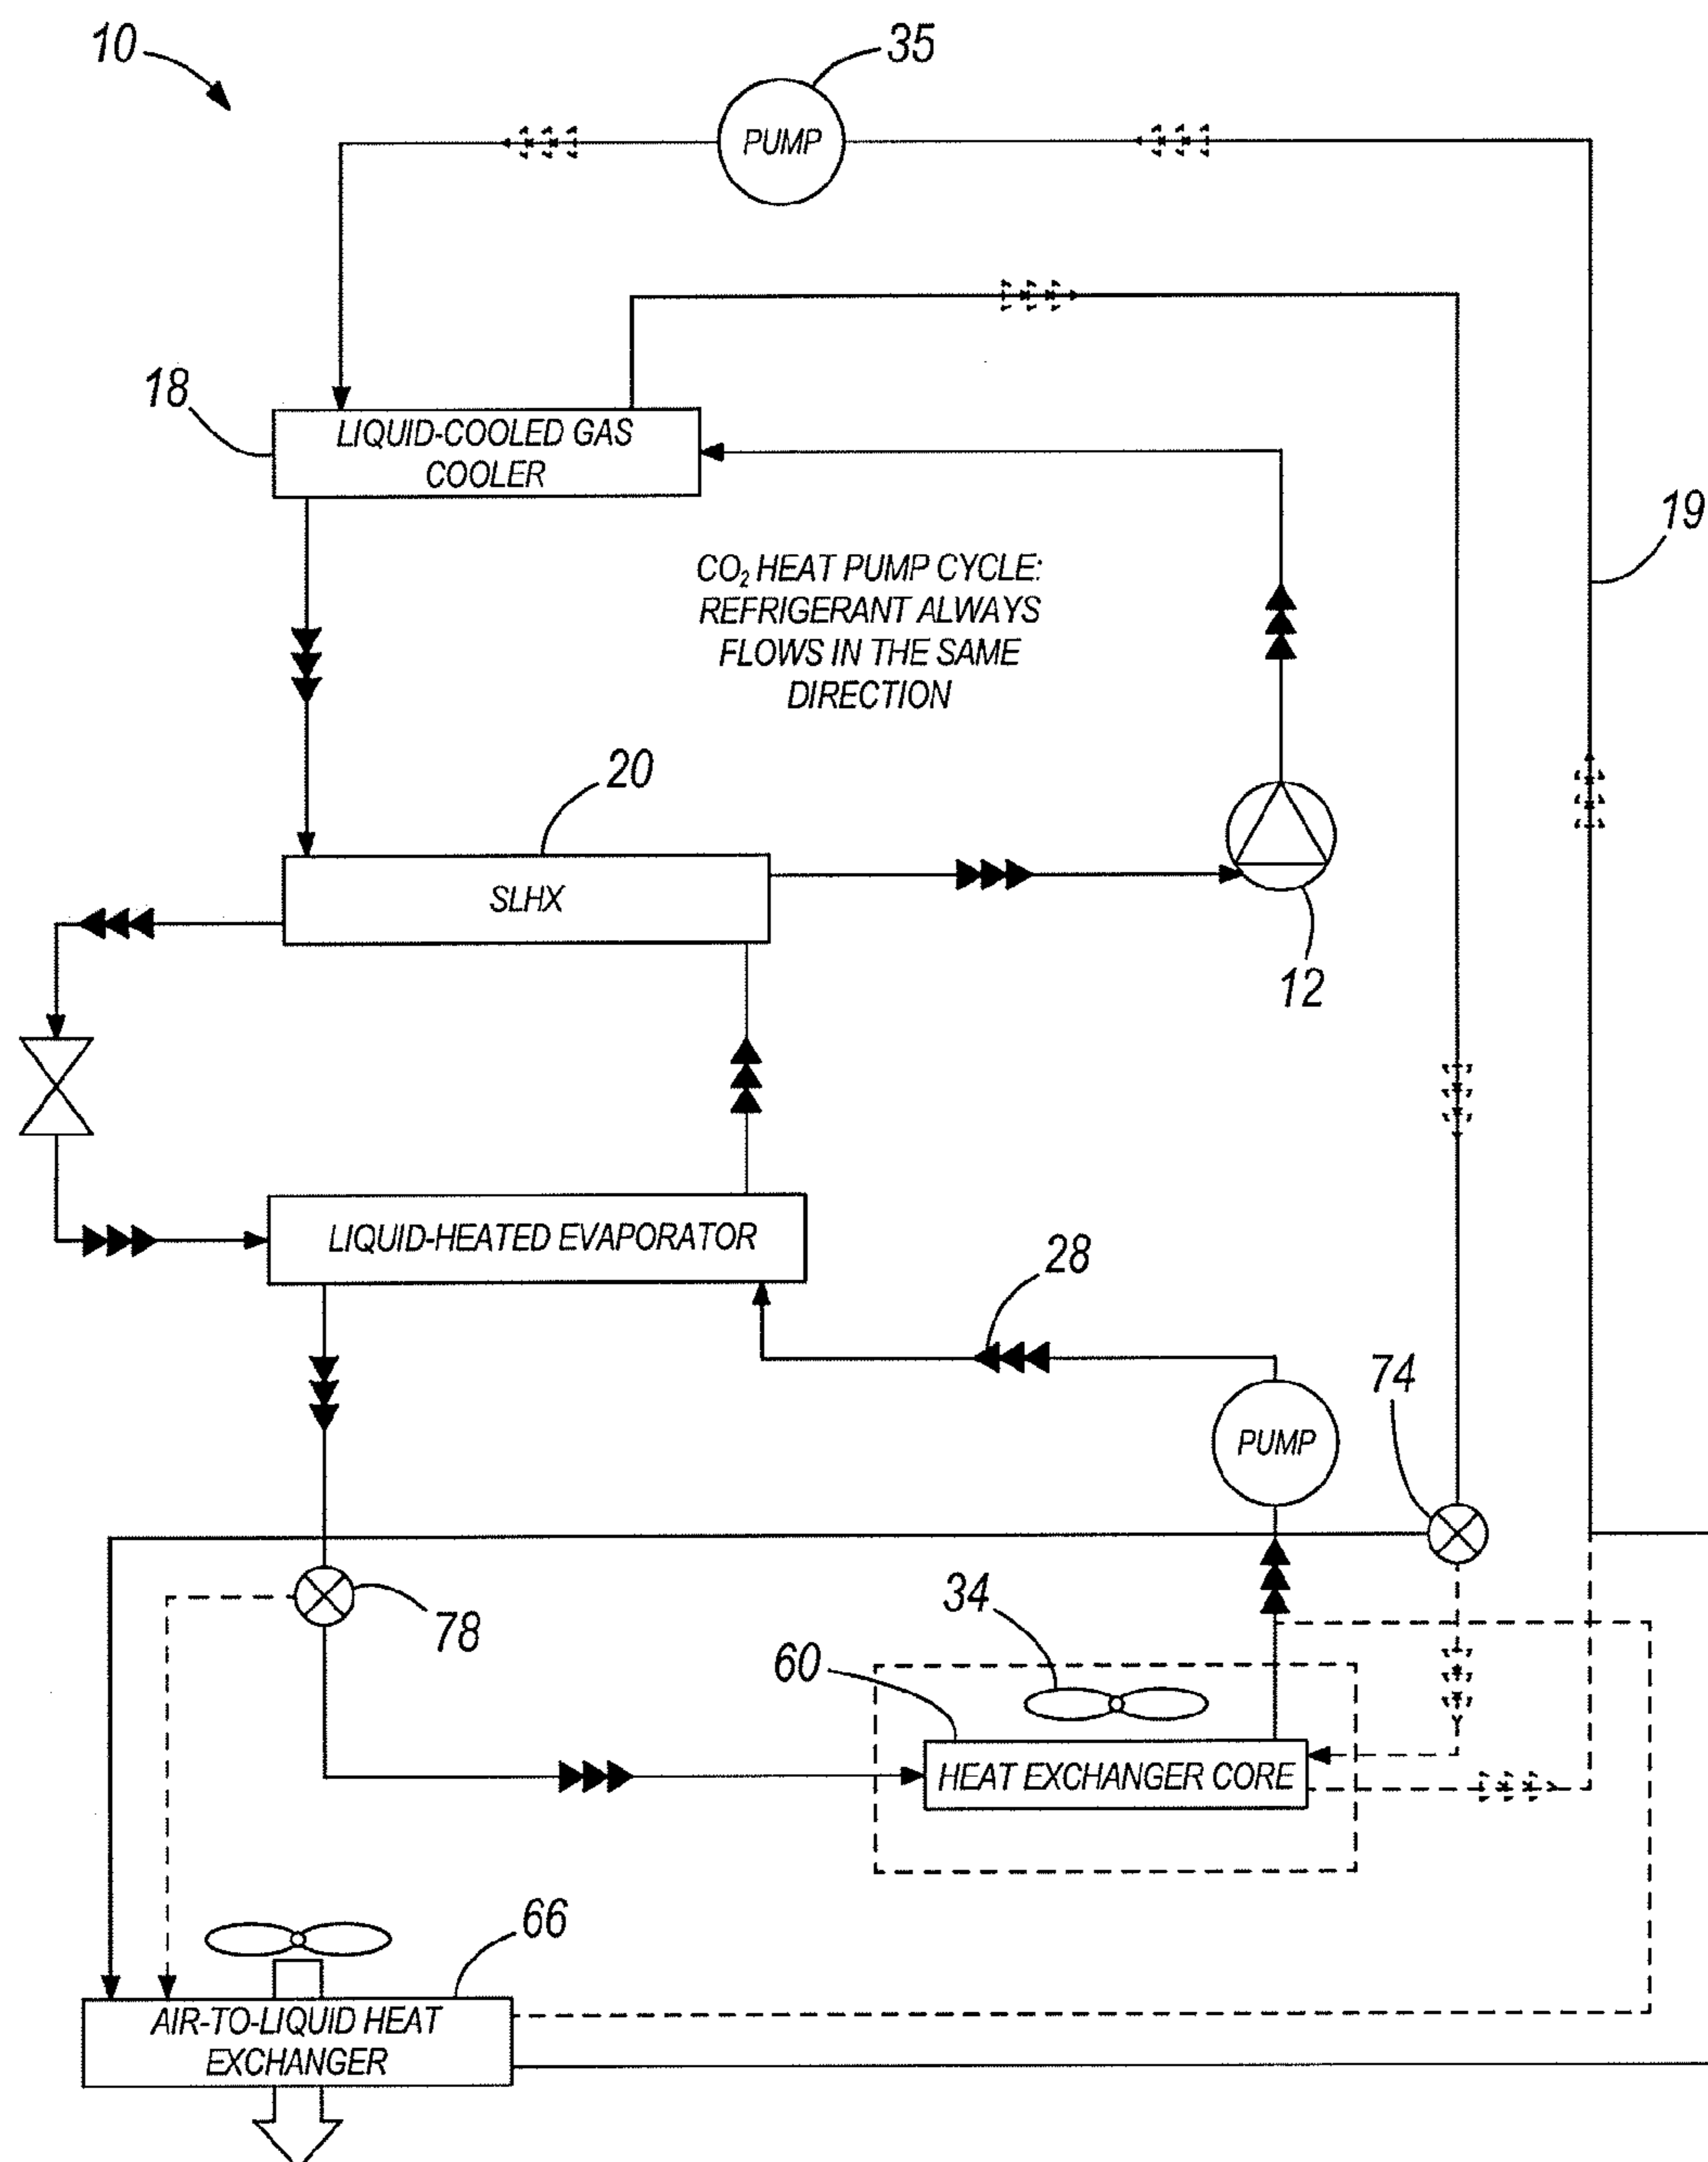 10
35
PUMP
18
LIQUID-COOLED GAS
COOLER
19
CO₂ HEAT PUMP CYCLE:
REFRIGERANT ALWAYS
FLOWS IN THE SAME
DIRECTION
20
SLHX
12
LIQUID-HEATED EVAPORATOR
28
74
PUMP
34
78
60
HEAT EXCHANGER CORE
66
AIR-TO-LIQUID HEAT
EXCHANGER